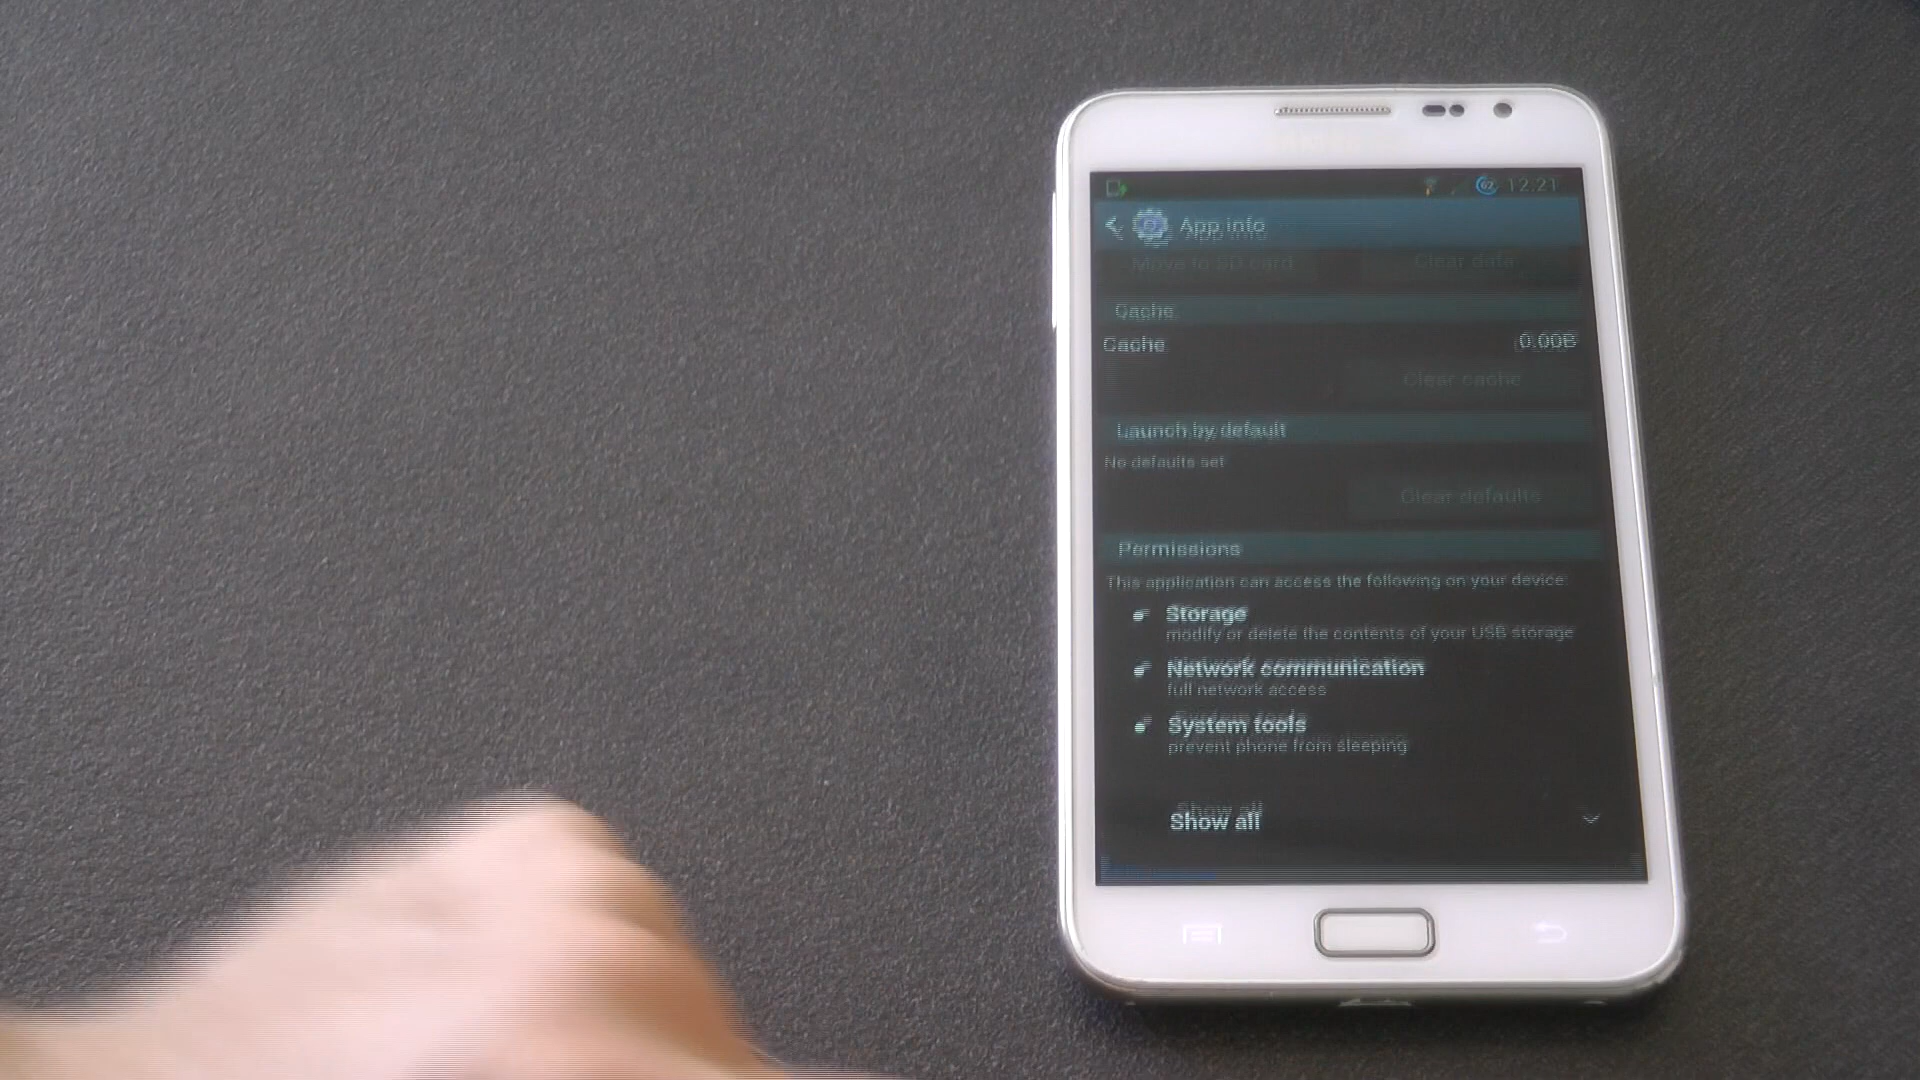 62 12:21
App info
Move to SD card Clear data
Cache
Cache 0.00B
Clear cache
Launch by default
No defaults set
Clear defaults
Permissions
This application can access the following on your device:
Storage
modify or delete the contents of your USB storage
Network communication
full network access
System tools
prevent phone from sleeping
Show all